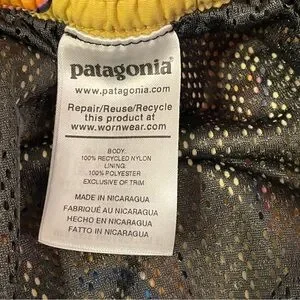 patagonia®
www.patagonia.com
Repair/Reuse/Recycle
this product at
www.wornwear.com
BODY:
100% RECYCLED NYLON
LINING:
100% POLYESTER
EXCLUSIVE OF TRIM
MADE IN NICARAGUA
FABRIQUÉ AU NICARAGUA
HECHO EN NICARAGUA
FATTO IN NICARAGUA